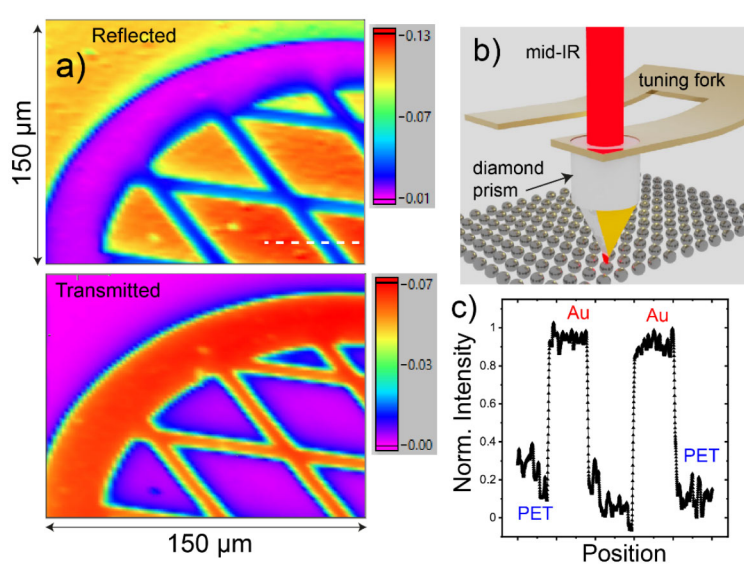 Reflected
a)
-0.13
-0.07
-0.01
150 µm
Transmitted
-0.07
-0.03
-0.00
150 µm
b)
mid-IR
tuning fork
diamond
prism
c)
Au
Au
PET
PET
1
0.8
0.6
0.4
0.2
0
Norm. Intensity
Position